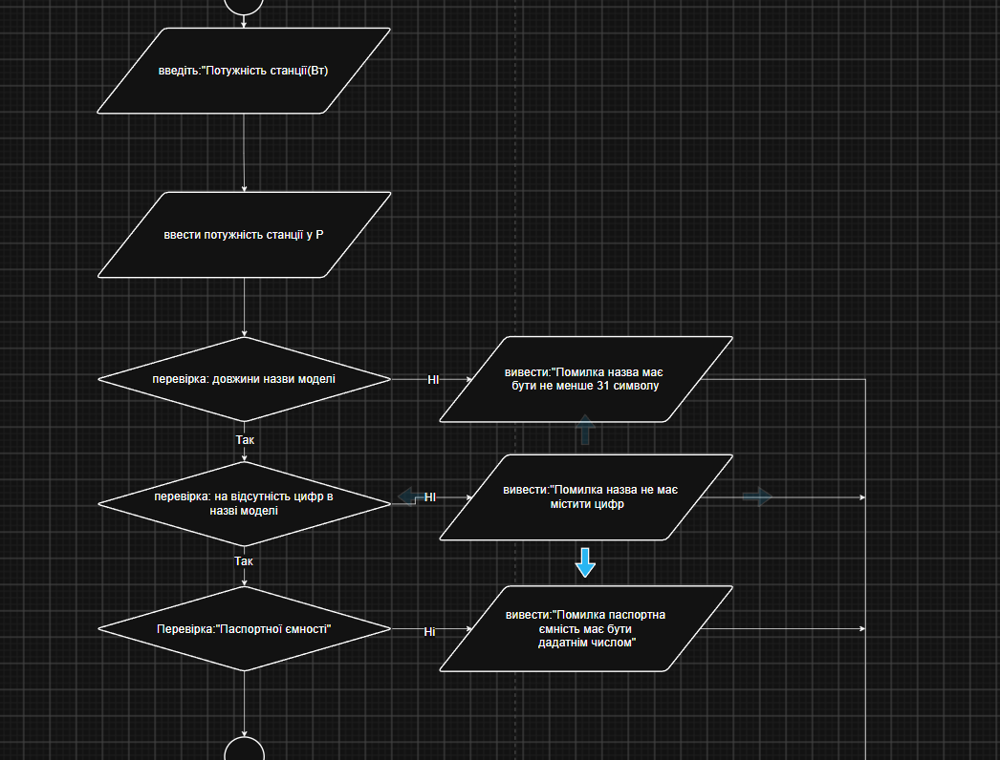 введіть:"Потужність станції(Вт)
ввести потужність станції у P
перевірка: довжини назви моделі
НІ
вивести:"Помилка назва має
бути не менше 31 символу
Так
перевірка: на відсутність цифр в
назві моделі
НІ
вивести:"Помилка назва не має
містити цифр
Так
Перевірка:"Паспортної ємності"
Ні
вивести:"Помилка паспортна
ємність має бути
дадатнім числом"